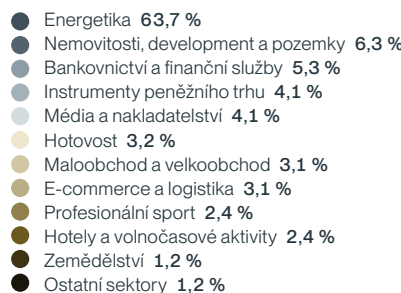 Energetika 63,7 %
Nemovitosti, development a pozemky 6,3 %
Bankovnictví a finanční služby 5,3 %
Instrumenty peněžního trhu 4,1 %
Média a nakladatelství 4,1 %
Hotovost 3,2 %
Maloobchod a velkoobchod 3,1 %
E-commerce a logistika 3,1 %
Profesionální sport 2,4 %
Hotely a volnočasové aktivity 2,4 %
Zemědělství 1,2 %
Ostatní sektory 1,2 %